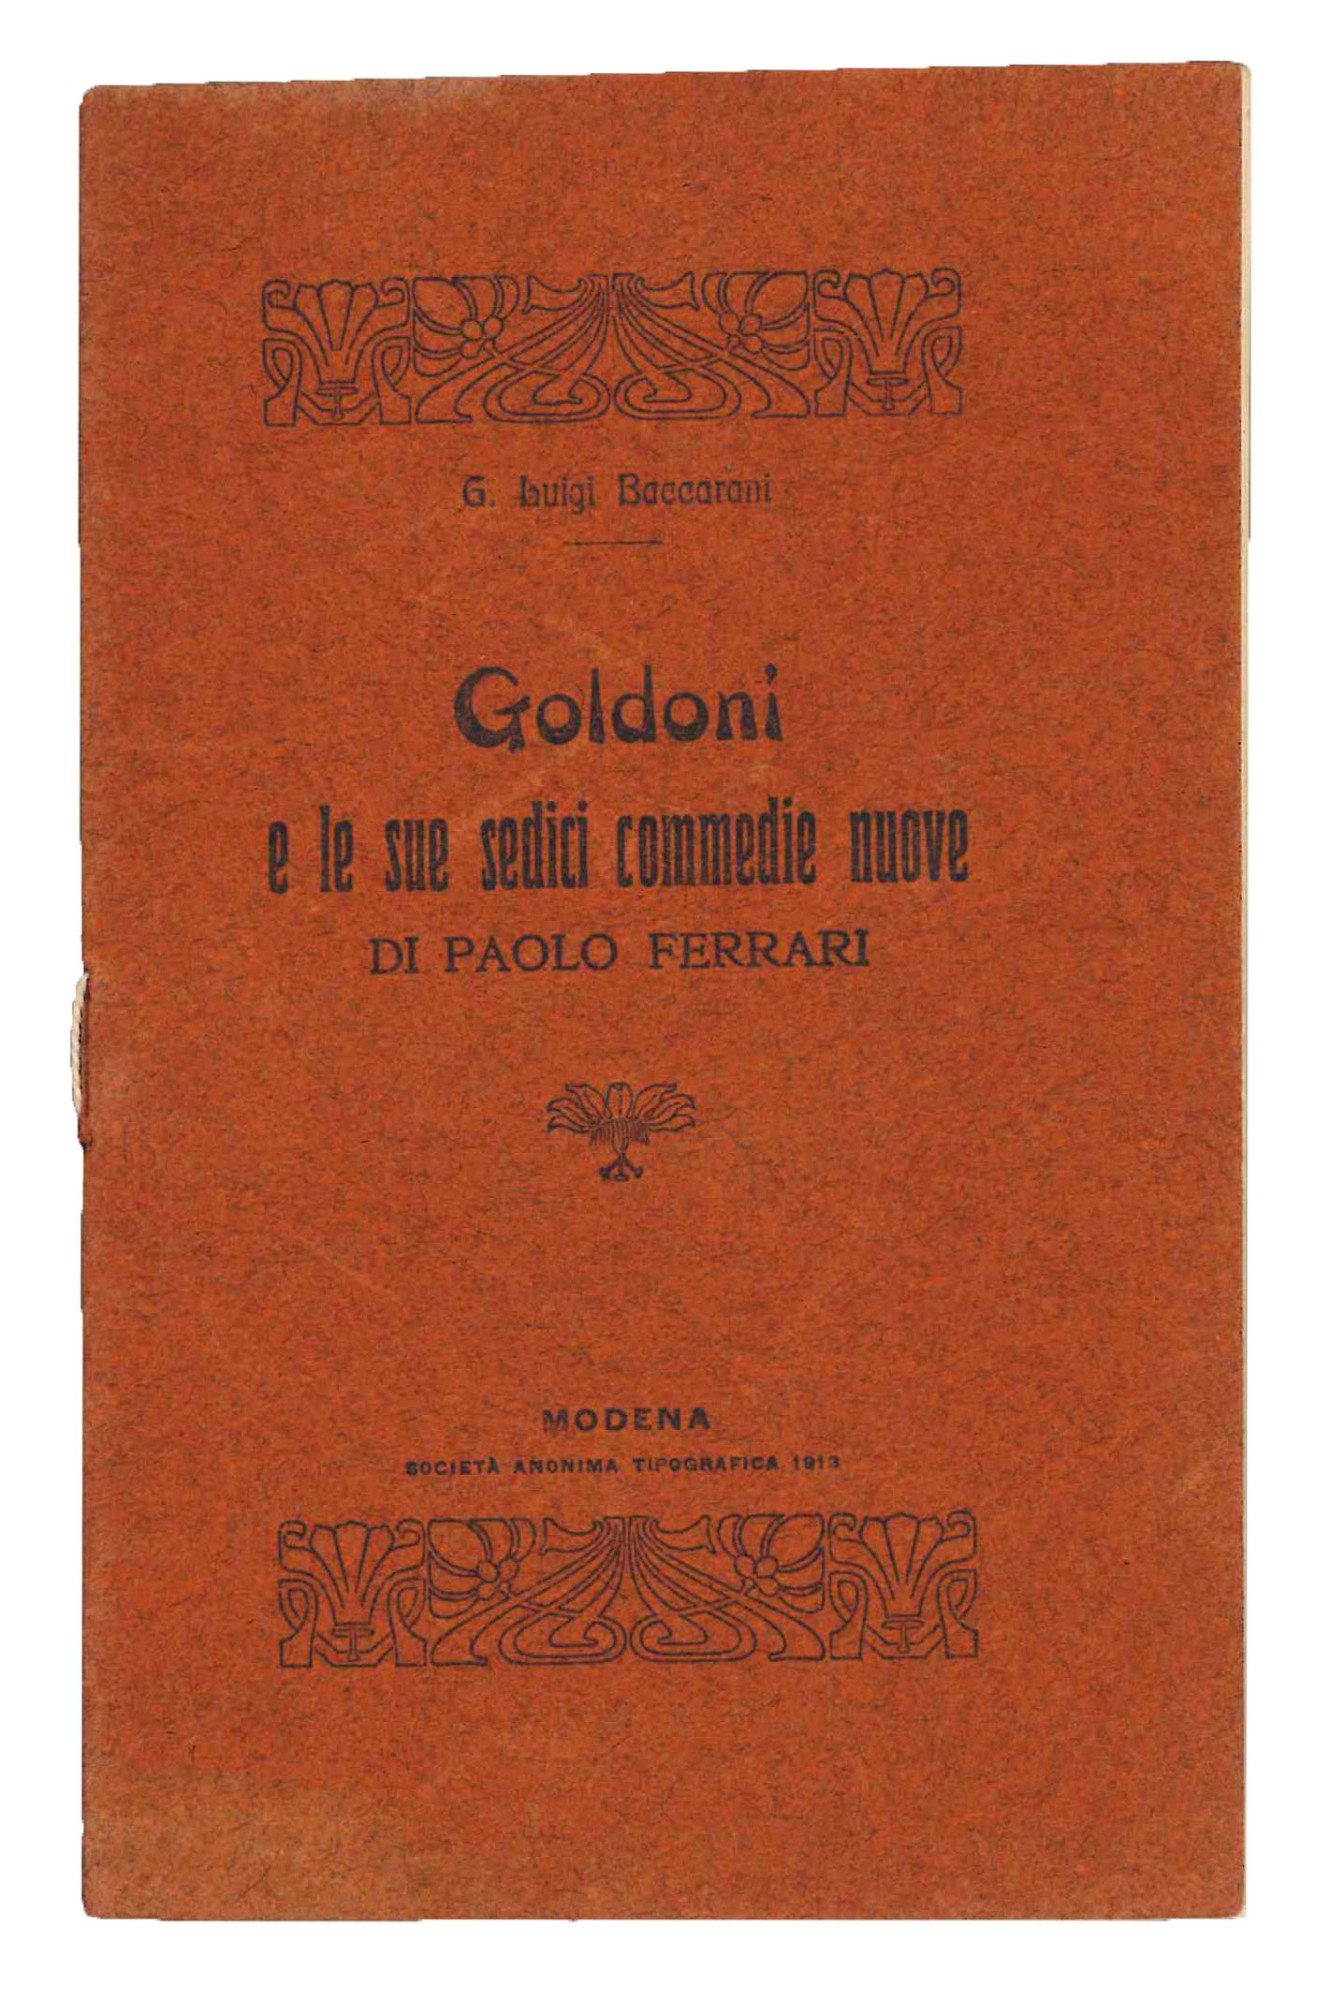 G. Luigi Baccarani
Goldoni
e le sue sedici commedie nuove
DI PAOLO FERRARI
MODENA
SOCIETÀ ANONIMA TIPOGRAFICA 1913